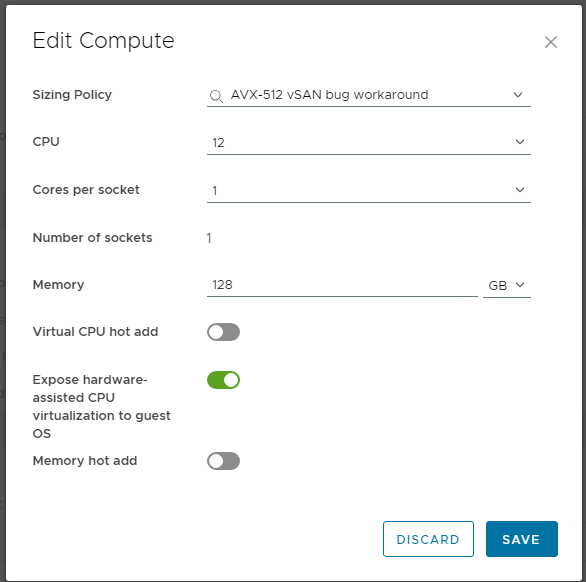 Edit Compute
Sizing Policy
AVX-512 vSAN bug workaround
CPU
12
Cores per socket
1
Number of sockets
1
Memory
128
GB
Virtual CPU hot add
Expose hardware-
assisted CPU
virtualization to guest
OS
Memory hot add
DISCARD
SAVE